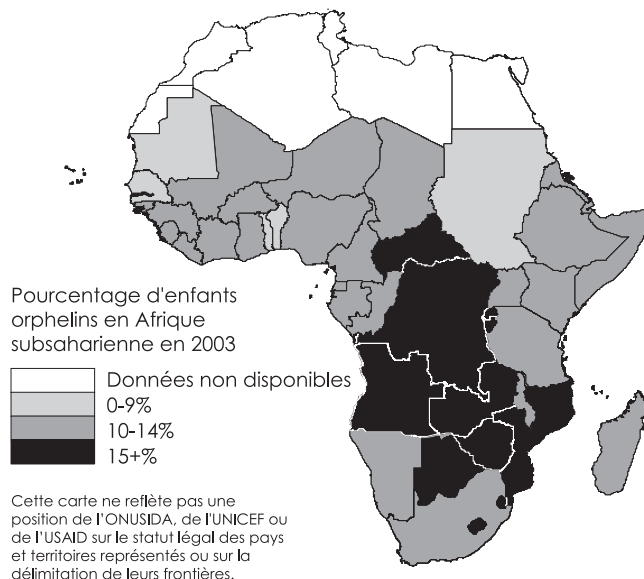 Pourcentage d'enfants
orphelins en Afrique
subsaharienne en 2003
Données non disponibles
0-9%
10-14%
15+%
Cette carte ne reflète pas une
position de l'ONUSIDA, de l'UNICEF ou
de l'USAID sur le statut légal des pays
et territoires représentés ou sur la
délimitation de leurs frontières.